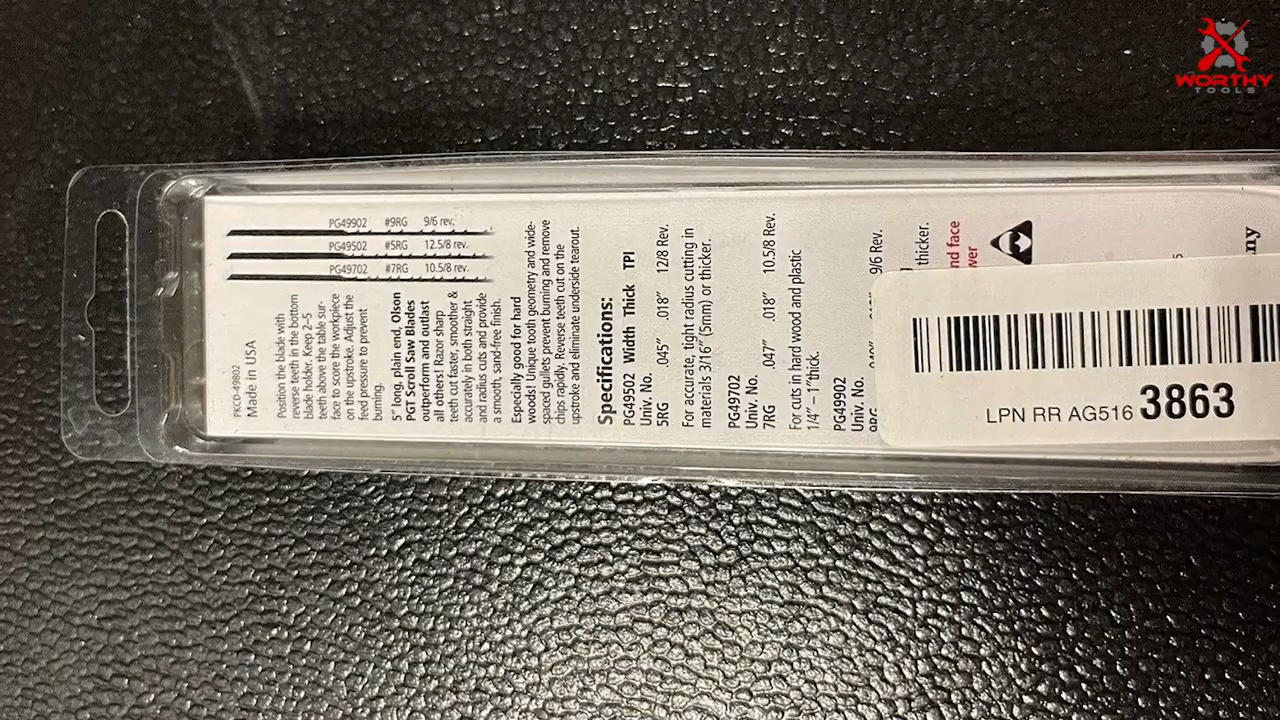 WORTHY
TOOLS
PG49902 #9RG 9/6 rev.
PG49502 #5RG 12.5/8 rev.
PG49702 #7RG 10.5/8 rev.
PKCD-49802
Made in USA
Position the blade with
reverse teeth in the bottom
blade holder. Keep 2–5
teeth above the table sur-
face to score the workpiece
on the upstroke. Adjust the
feed pressure to prevent
burning.
5" long, plain end, Olson
PGT Scroll Saw Blades
outperform and outlast
all others! Razor sharp
teeth cut faster, smoother &
accurately in both straight
and radius cuts and provide
a smooth, sand-free finish.
Especially good for hard
woods! Unique tooth geometry and wide-
spaced gullets prevent burning and remove
chips rapidly. Reverse teeth cut on the
upstroke and eliminate underside tearout.
Specifications:
PG49502 Width Thick TPI
Univ. No.
5RG .045" .018" 12/8 Rev.
For accurate, tight radius cutting in
materials 3/16" (5mm) or thicker.
PG49702
Univ. No.
7RG .047" .018" 10.5/8 Rev.
For cuts in hard wood and plastic
1/4" – 1"thick.
PG49902
Univ. No.
9/6 Rev.
thicker.
face
LPN RR AG516 3863